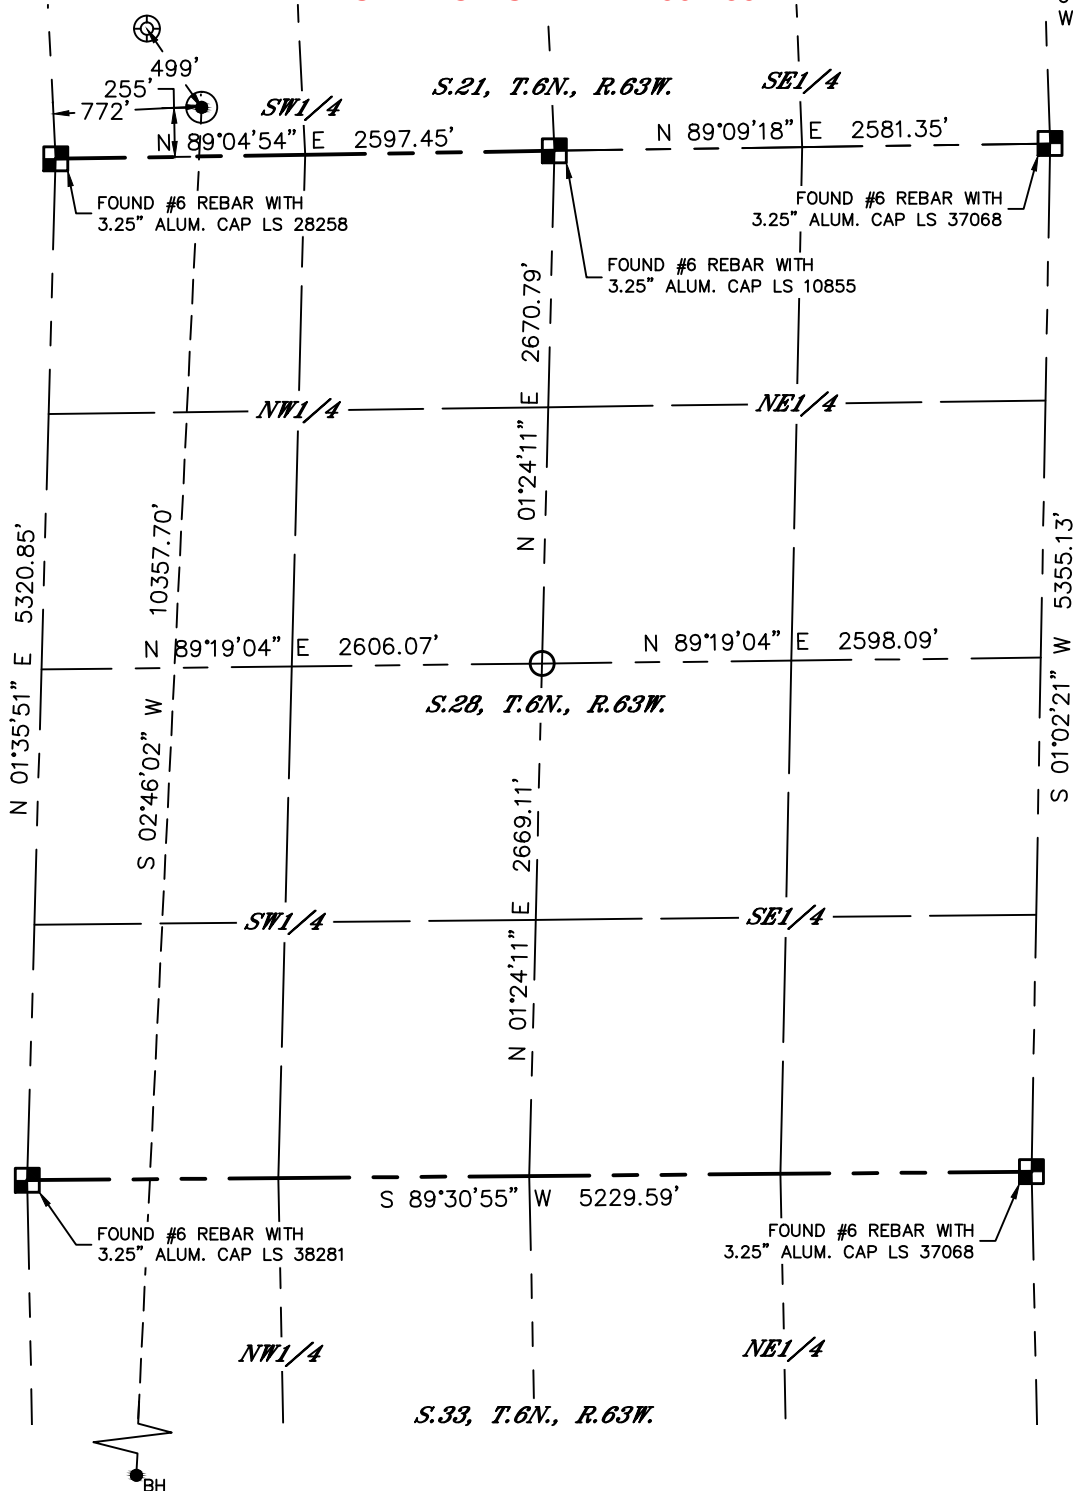 W
499'
255'
772'
SW1/4
S.21, T.6N., R.63W.
SE1/4
N 89°04'54" E 2597.45'
N 89°09'18" E 2581.35'
FOUND #6 REBAR WITH
3.25" ALUM. CAP LS 28258
FOUND #6 REBAR WITH
3.25" ALUM. CAP LS 37068
FOUND #6 REBAR WITH
3.25" ALUM. CAP LS 10855
N 01°24'11" E 2670.79'
NW1/4
NE1/4
N 01°35'51" E 5320.85'
S 02°46'02" W 10357.70'
S 01°02'21" W 5355.13'
N 89°19'04" E 2606.07'
N 89°19'04" E 2598.09'
S.28, T.6N., R.63W.
N 01°24'11" E 2669.11'
SW1/4
SE1/4
S 89°30'55" W 5229.59'
FOUND #6 REBAR WITH
3.25" ALUM. CAP LS 38281
FOUND #6 REBAR WITH
3.25" ALUM. CAP LS 37068
NW1/4
NE1/4
S.33, T.6N., R.63W.
BH